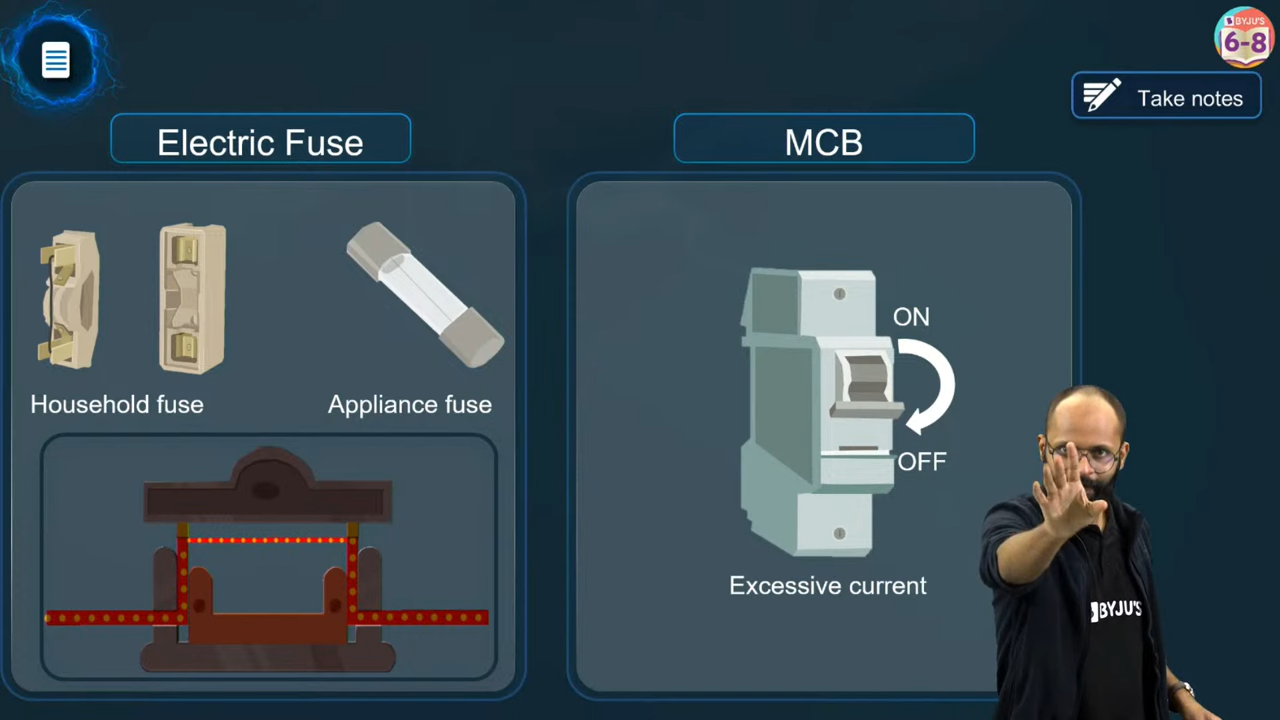 BYJU'S
6-8
Take notes
Electric Fuse
MCB
Household fuse
Appliance fuse
ON
OFF
Excessive current
BYJU'S